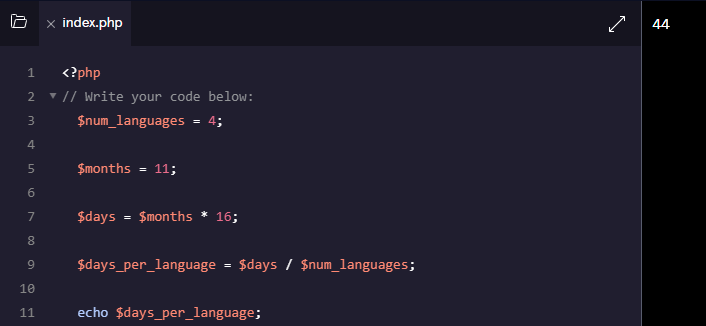 index.php
44
1 <?php
2 // Write your code below:
3 $num_languages = 4;
4
5 $months = 11;
6
7 $days = $months * 16;
8
9 $days_per_language = $days / $num_languages;
10
11 echo $days_per_language;